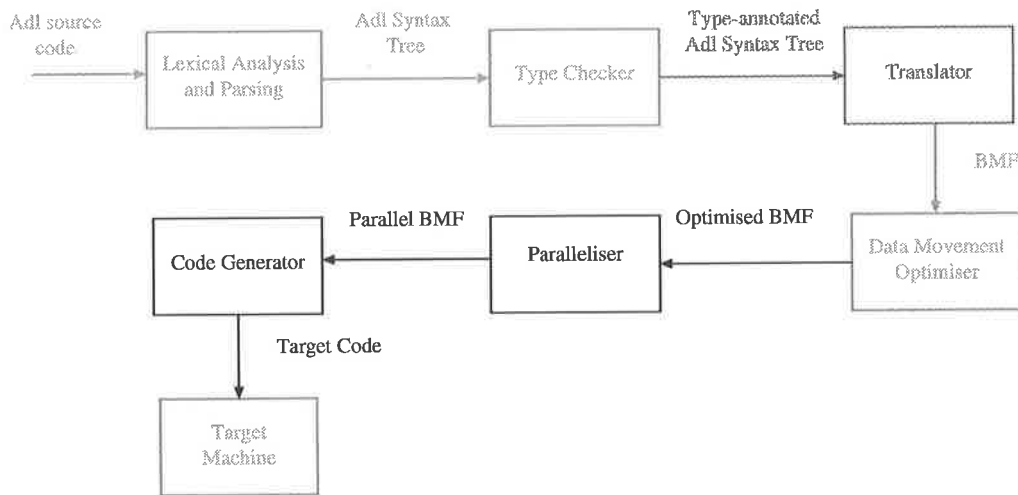 Adl source
code
Lexical Analysis
and Parsing
Adl Syntax
Tree
Type Checker
Type-annotated
Adl Syntax Tree
Translator
BMF
Data Movement
Optimiser
Optimised BMF
Paralleliser
Parallel BMF
Code Generator
Target Code
Target
Machine